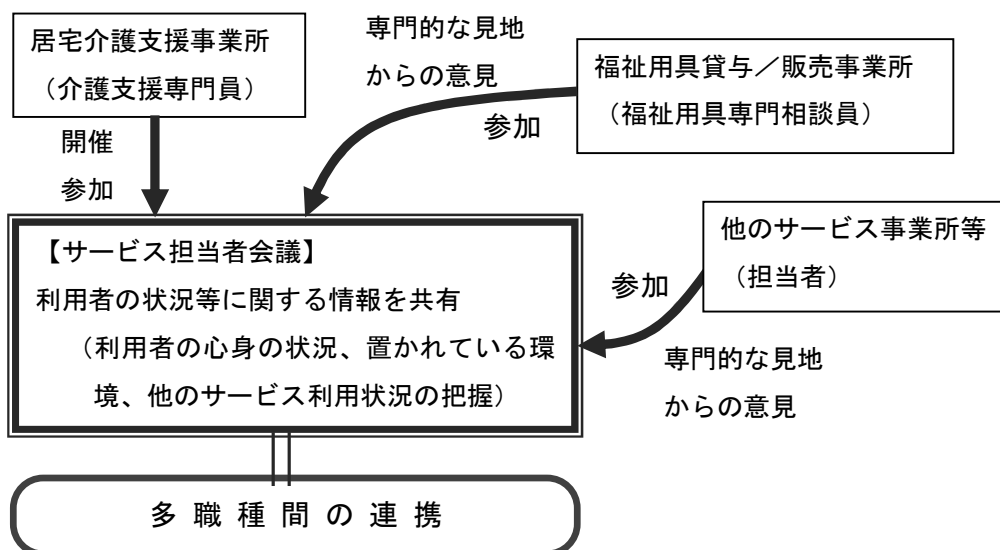 居宅介護支援事業所
（介護支援専門員）
開催
参加
専門的な見地
からの意見
参加
福祉用具貸与／販売事業所
（福祉用具専門相談員）
他のサービス事業所等
（担当者）
参加
専門的な見地
からの意見
【サービス担当者会議】
利用者の状況等に関する情報を共有
（利用者の心身の状況、置かれている環
境、他のサービス利用状況の把握）
多職種間の連携